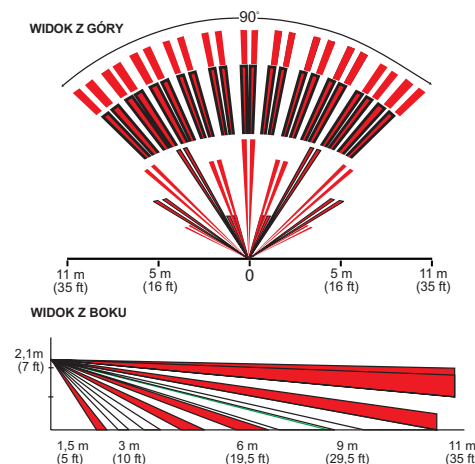 90°
WIDOK Z GÓRY
11 m 5 m 0 5 m 11 m
(35 ft) (16 ft) (16 ft) (35 ft)
WIDOK Z BOKU
2,1m
(7 ft)
1,5 m 3 m 6 m 9 m 11 m
(5 ft) (10 ft) (19,5 ft) (29,5 ft) (35 ft)